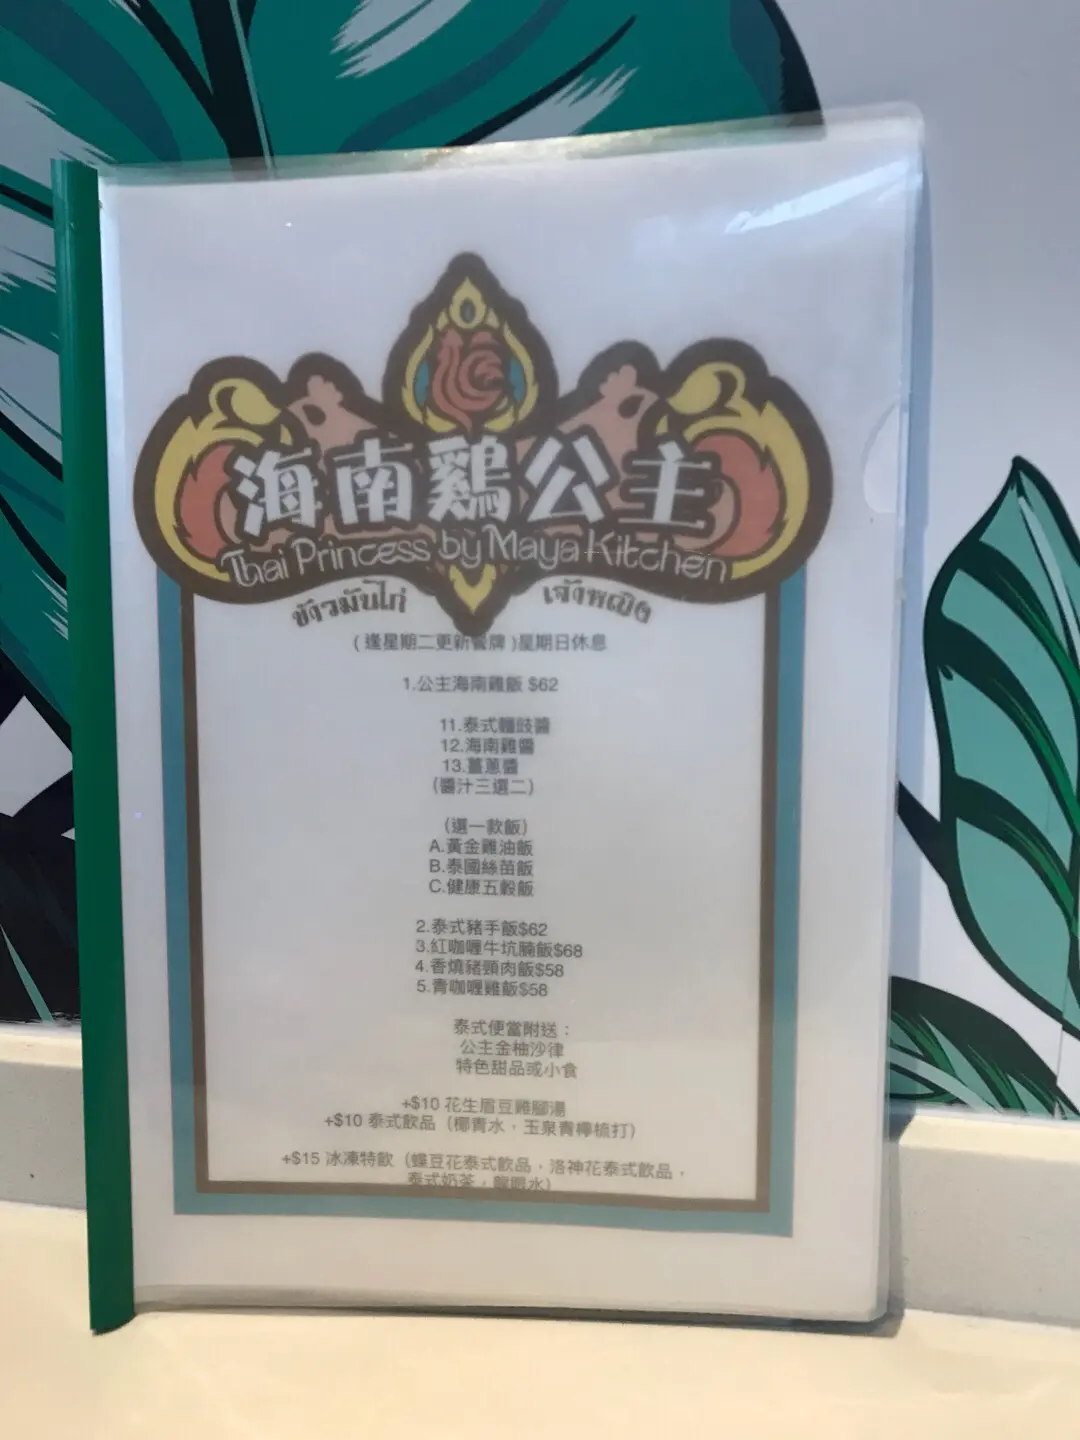 海南鷄公主
Thai Princess by Maya Kitchen
ข้าวมันไก่ เจ้าหญิง
(逢星期二更新餐牌)星期日休息
1.公主海南雞飯 $62
11.泰式麵豉醬
12.海南雞醬
13.薑蔥醬
(醬汁三選二)
(選一款飯)
A.黃金雞油飯
B.泰國絲苗飯
C.健康五穀飯
2.泰式豬手飯$62
3.紅咖喱牛坑腩飯$68
4.香燒豬頸肉飯$58
5.青咖喱雞飯$58
泰式便當附送：
公主金柚沙律
特色甜品或小食
+$10 花生眉豆雞腳湯
+$10 泰式飲品（椰青水，玉泉青檸梳打）
+$15 冰凍特飲（蝶豆花泰式飲品，洛神花泰式飲品，
泰式奶茶，龍眼水）